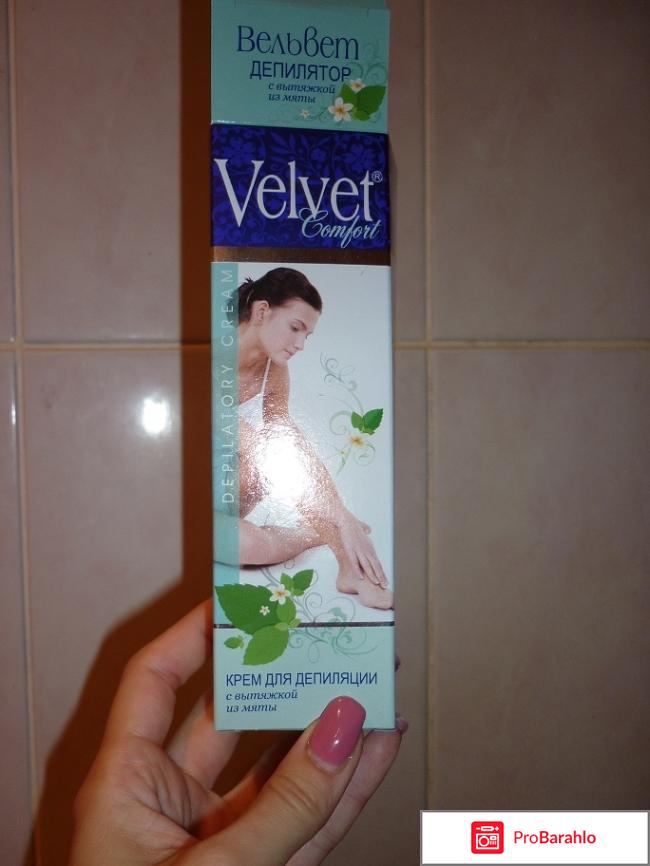 Вельвет
ДЕПИЛЯТОР
с вытяжкой
из мяты
Velvet®
Comfort
DEPILATORY CREAM
КРЕМ ДЛЯ ДЕПИЛЯЦИИ
с вытяжкой
из мяты
ProBarahlo